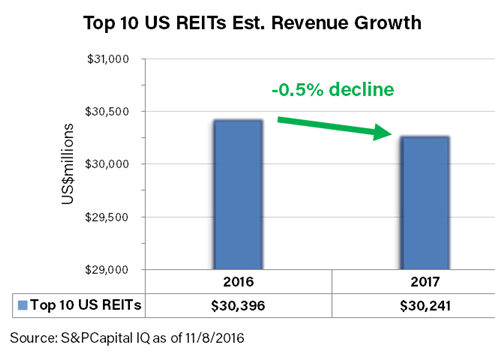 Top 10 US REITs Est. Revenue Growth
$31,000
-0.5% decline
$30,500
$30,000
US$millions
$29,500
$29,000
2016 2017
Top 10 US REITs $30,396 $30,241
Source: S&PCapital IQ as of 11/8/2016